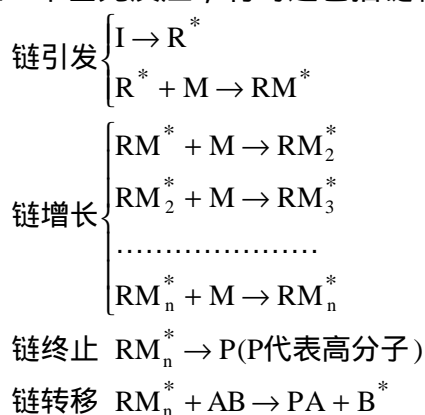 链引发 I → R*
R* + M → RM*
链增长 RM* + M → RM₂*
RM₂* + M → RM₃*
…………………
RMₙ* + M → RMₙ*
链终止 RMₙ* → P(P代表高分子)
链转移 RMₙ* + AB → PA + B*